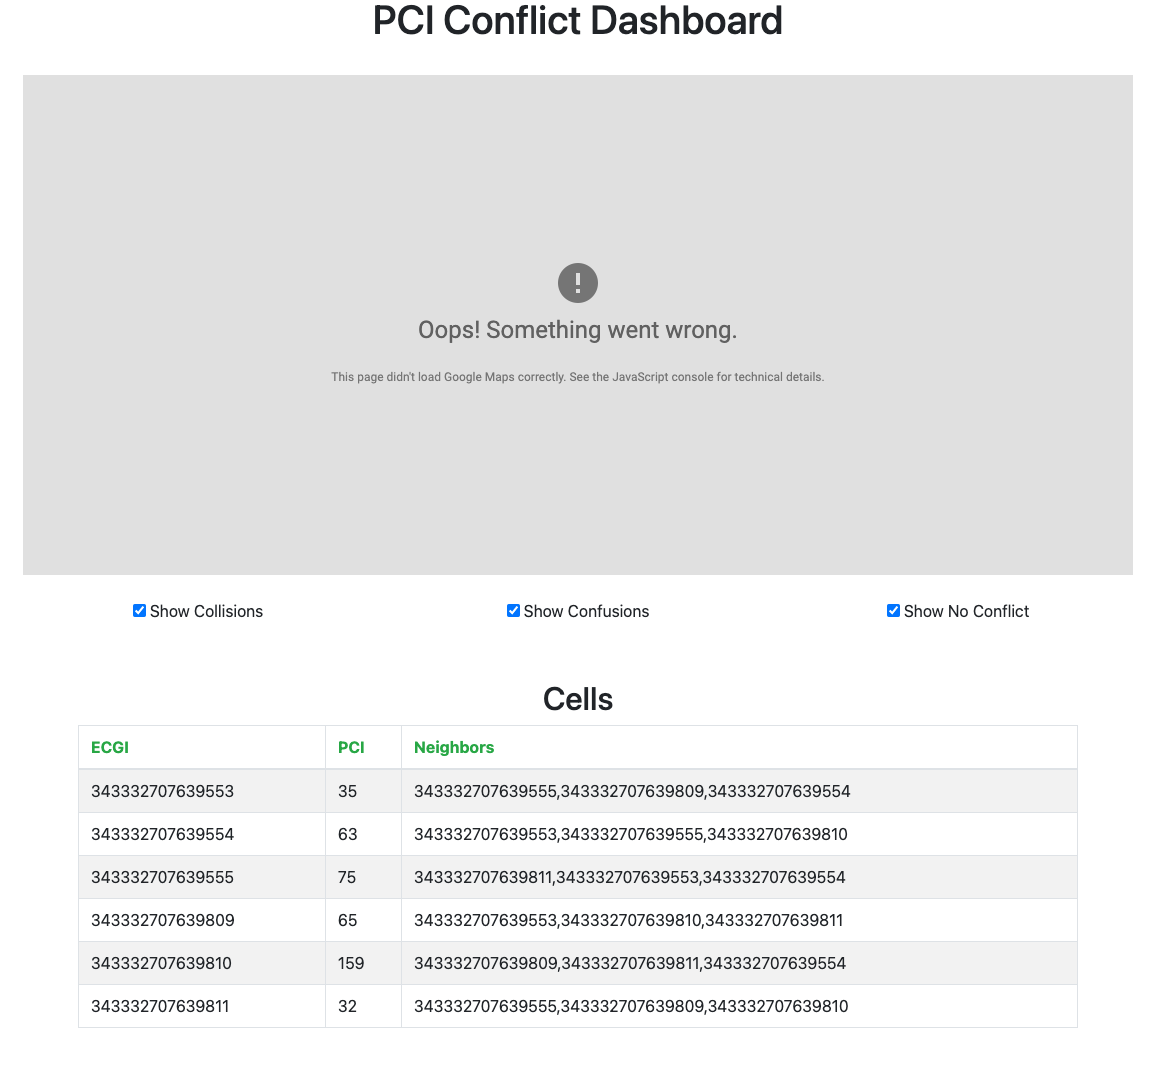 PCI Conflict Dashboard
Oops! Something went wrong.
This page didn't load Google Maps correctly. See the JavaScript console for technical details.
Show Collisions Show Confusions Show No Conflict
Cells
ECGI PCI Neighbors
343332707639553 35 343332707639555,343332707639809,343332707639554
343332707639554 63 343332707639553,343332707639555,343332707639810
343332707639555 75 343332707639811,343332707639553,343332707639554
343332707639809 65 343332707639553,343332707639810,343332707639811
343332707639810 159 343332707639809,343332707639811,343332707639554
343332707639811 32 343332707639555,343332707639809,343332707639810